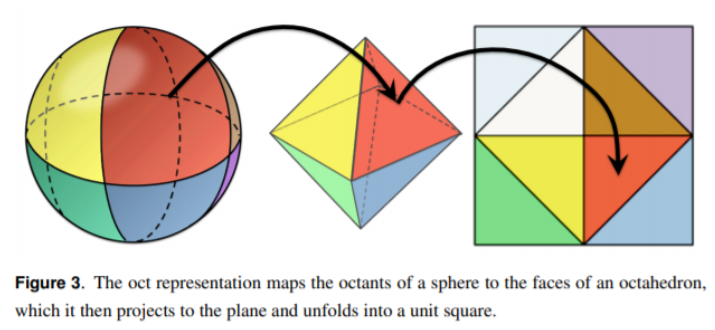 Figure 3. The oct representation maps the octants of a sphere to the faces of an octahedron,
which it then projects to the plane and unfolds into a unit square.